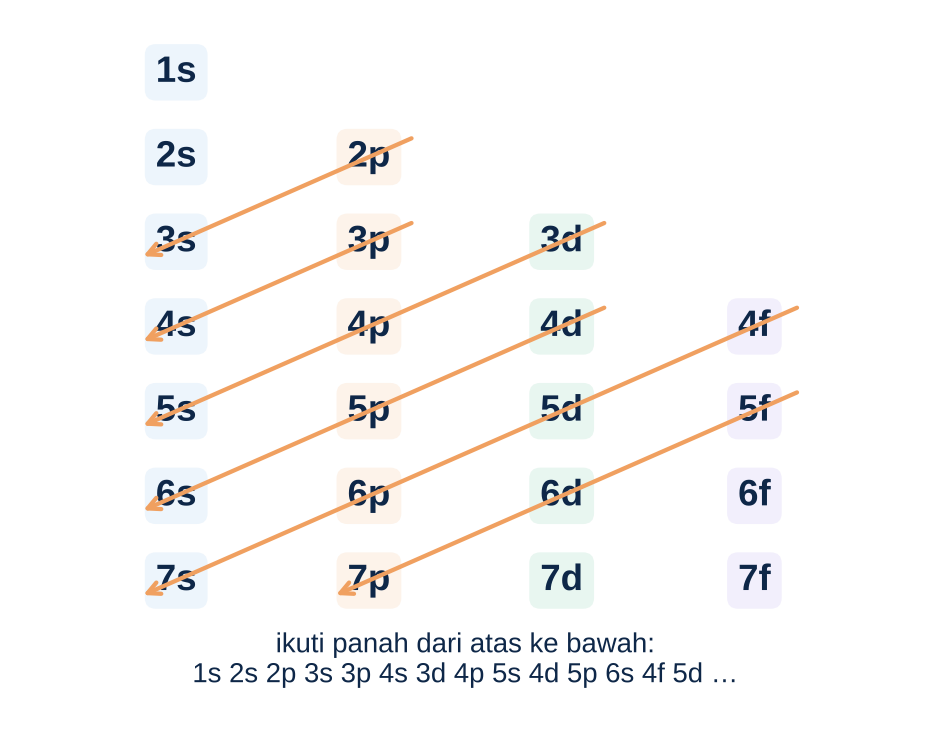 1s
2s 2p
3s 3p 3d
4s 4p 4d 4f
5s 5p 5d 5f
6s 6p 6d 6f
7s 7p 7d 7f
ikuti panah dari atas ke bawah:
1s 2s 2p 3s 3p 4s 3d 4p 5s 4d 5p 6s 4f 5d …